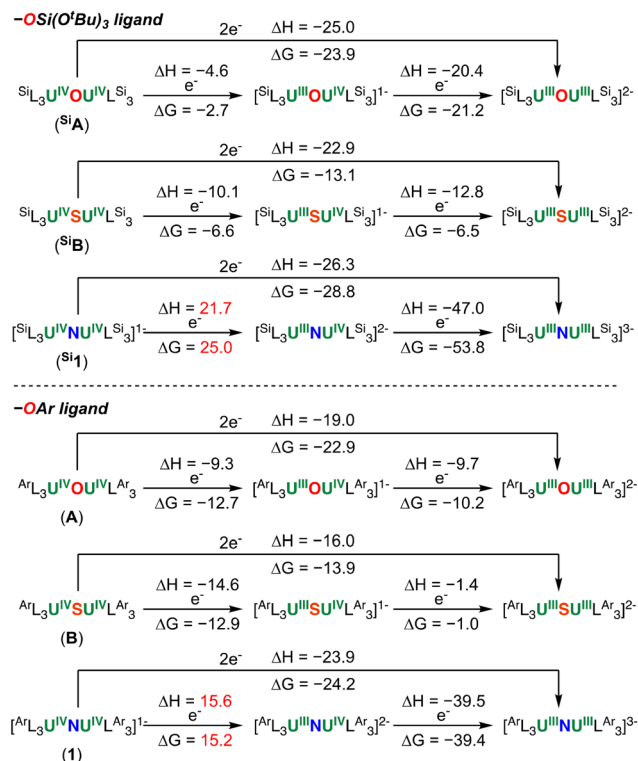 –OSi(OᵗBu)₃ ligand
2e⁻ ΔH = −25.0
ΔG = −23.9
ΔH = −4.6 ΔH = −20.4
e⁻ e⁻
ˢⁱL₃UᴵⱽOUᴵⱽLˢⁱ₃ ΔG = −2.7 [ˢⁱL₃UᴵᴵᴵOUᴵⱽLˢⁱ₃]¹⁻ ΔG = −21.2 [ˢⁱL₃UᴵᴵᴵOUᴵᴵᴵLˢⁱ₃]²⁻
(ˢⁱA)
2e⁻ ΔH = −22.9
ΔG = −13.1
ΔH = −10.1 ΔH = −12.8
e⁻ e⁻
ˢⁱL₃UᴵⱽSUᴵⱽLˢⁱ₃ ΔG = −6.6 [ˢⁱL₃UᴵᴵᴵSUᴵⱽLˢⁱ₃]¹⁻ ΔG = −6.5 [ˢⁱL₃UᴵᴵᴵSUᴵᴵᴵLˢⁱ₃]²⁻
(ˢⁱB)
2e⁻ ΔH = −26.3
ΔG = −28.8
ΔH = 21.7 ΔH = −47.0
e⁻ e⁻
[ˢⁱL₃UᴵⱽNUᴵⱽLˢⁱ₃]¹⁻ ΔG = 25.0 [ˢⁱL₃UᴵᴵᴵNUᴵⱽLˢⁱ₃]²⁻ ΔG = −53.8 [ˢⁱL₃UᴵᴵᴵNUᴵᴵᴵLˢⁱ₃]³⁻
(ˢⁱ1)
–OAr ligand
2e⁻ ΔH = −19.0
ΔG = −22.9
ΔH = −9.3 ΔH = −9.7
e⁻ e⁻
ᴬʳL₃UᴵⱽOUᴵⱽLᴬʳ₃ ΔG = −12.7 [ᴬʳL₃UᴵᴵᴵOUᴵⱽLᴬʳ₃]¹⁻ ΔG = −10.2 [ᴬʳL₃UᴵᴵᴵOUᴵᴵᴵLᴬʳ₃]²⁻
(A)
2e⁻ ΔH = −16.0
ΔG = −13.9
ΔH = −14.6 ΔH = −1.4
e⁻ e⁻
ᴬʳL₃UᴵⱽSUᴵⱽLᴬʳ₃ ΔG = −12.9 [ᴬʳL₃UᴵᴵᴵSUᴵⱽLᴬʳ₃]¹⁻ ΔG = −1.0 [ᴬʳL₃UᴵᴵᴵSUᴵᴵᴵLᴬʳ₃]²⁻
(B)
2e⁻ ΔH = −23.9
ΔG = −24.2
ΔH = 15.6 ΔH = −39.5
e⁻ e⁻
[ᴬʳL₃UᴵⱽNUᴵⱽLᴬʳ₃]¹⁻ ΔG = 15.2 [ᴬʳL₃UᴵᴵᴵNUᴵⱽLᴬʳ₃]²⁻ ΔG = −39.4 [ᴬʳL₃UᴵᴵᴵNUᴵᴵᴵLᴬʳ₃]³⁻
(1)